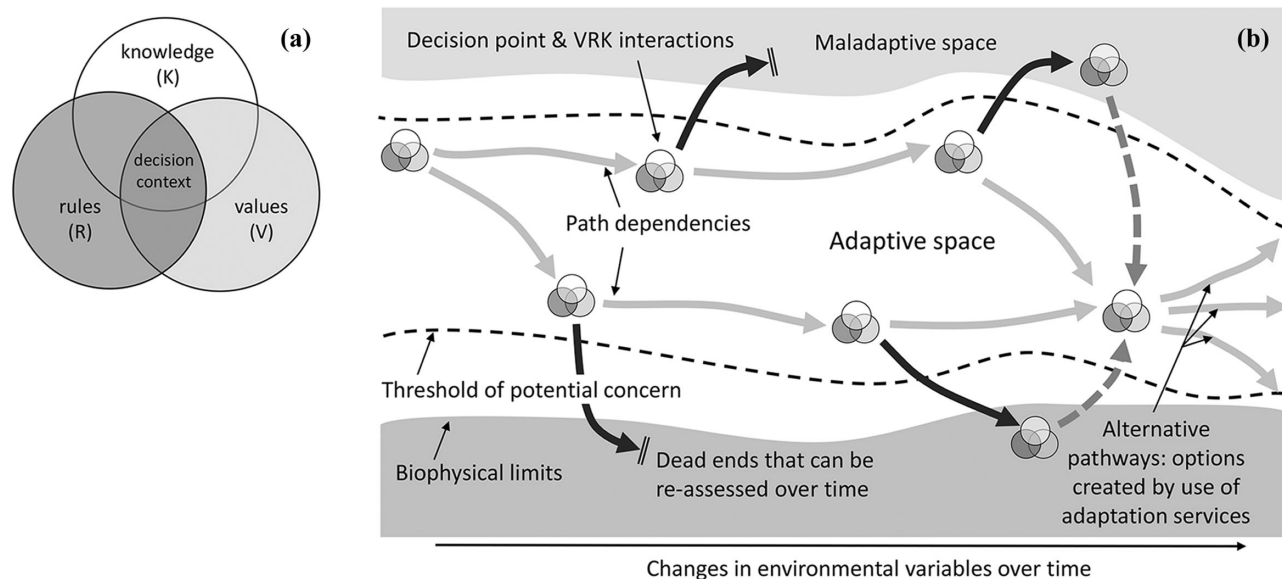 (a)
knowledge
(K)
decision
context
rules
(R)
values
(V)
(b)
Decision point & VRK interactions
Maladaptive space
Path dependencies
Adaptive space
Threshold of potential concern
Biophysical limits
Dead ends that can be
re-assessed over time
Alternative
pathways: options
created by use of
adaptation services
Changes in environmental variables over time